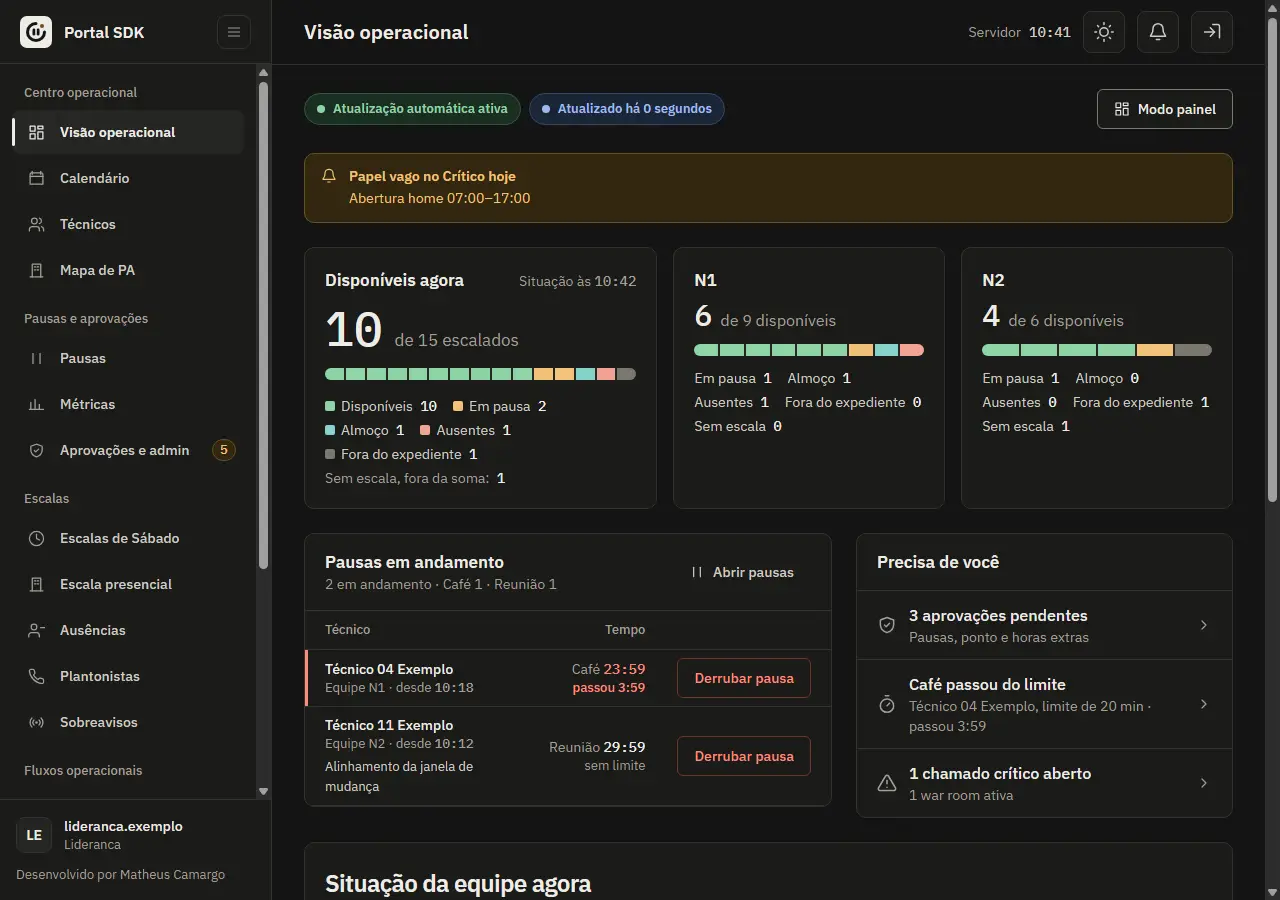 Portal SDK
Centro operacional
Visão operacional
Calendário
Técnicos
Mapa de PA
Pausas e aprovações
Pausas
Métricas
Aprovações e admin 5
Escalas
Escalas de Sábado
Escala presencial
Ausências
Plantonistas
Sobreavisos
Fluxos operacionais
LE
lideranca.exemplo
Lideranca
Desenvolvido por Matheus Camargo
Visão operacional
Servidor 10:41
Atualização automática ativa
Atualizado há 0 segundos
Modo painel
Papel vago no Crítico hoje
Abertura home 07:00–17:00
Disponíveis agora
Situação às 10:42
10 de 15 escalados
Disponíveis 10 Em pausa 2
Almoço 1 Ausentes 1
Fora do expediente 1
Sem escala, fora da soma: 1
N1
6 de 9 disponíveis
Em pausa 1 Almoço 1
Ausentes 1 Fora do expediente 0
Sem escala 0
N2
4 de 6 disponíveis
Em pausa 1 Almoço 0
Ausentes 0 Fora do expediente 1
Sem escala 1
Pausas em andamento
2 em andamento · Café 1 · Reunião 1
Abrir pausas
Técnico Tempo
Técnico 04 Exemplo
Equipe N1 · desde 10:18
Café 23:59
passou 3:59
Derrubar pausa
Técnico 11 Exemplo
Equipe N2 · desde 10:12
Alinhamento da janela de
mudança
Reunião 29:59
sem limite
Derrubar pausa
Precisa de você
3 aprovações pendentes
Pausas, ponto e horas extras
Café passou do limite
Técnico 04 Exemplo, limite de 20 min ·
passou 3:59
1 chamado crítico aberto
1 war room ativa
Situação da equipe agora